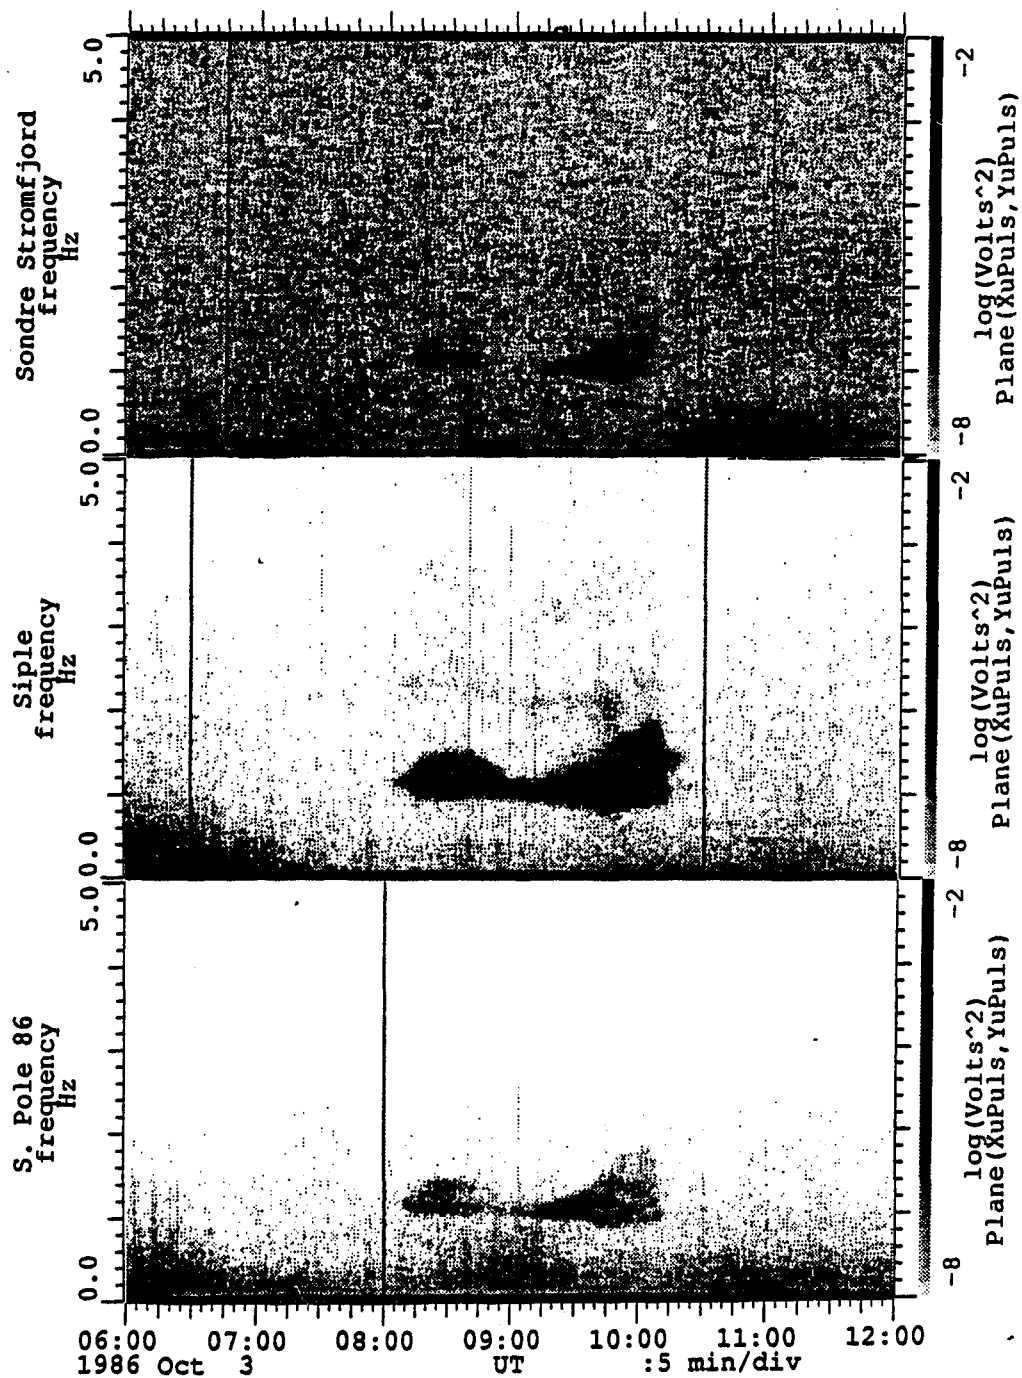 Sondre Stromfjord
frequency
Hz
5.0
0.0
-2
-8
log(Volts^2)
Plane(XuPuls,YuPuls)
Siple
frequency
Hz
5.0
0.0
-2
-8
log(Volts^2)
Plane(XuPuls,YuPuls)
S. Pole 86
frequency
Hz
5.0
0.0
-2
-8
log(Volts^2)
Plane(XuPuls,YuPuls)
06:00 07:00 08:00 09:00 10:00 11:00 12:00
1986 Oct 3 UT :5 min/div